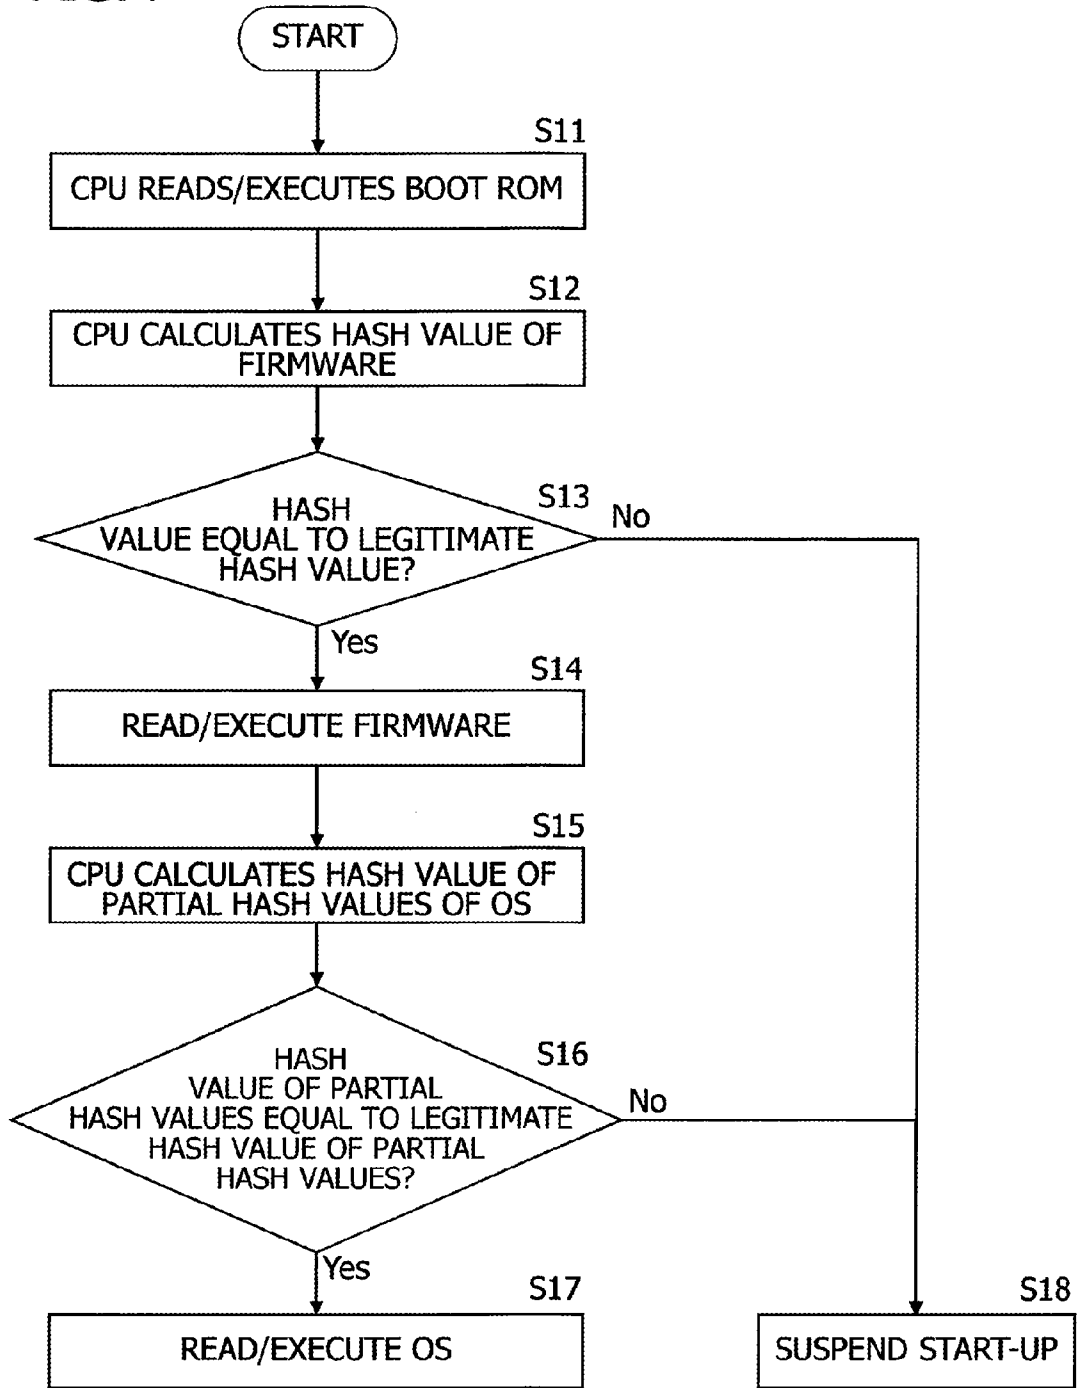 START
S11
CPU READS/EXECUTES BOOT ROM
S12
CPU CALCULATES HASH VALUE OF
FIRMWARE
S13
HASH
VALUE EQUAL TO LEGITIMATE
HASH VALUE?
No
Yes
S14
READ/EXECUTE FIRMWARE
S15
CPU CALCULATES HASH VALUE OF
PARTIAL HASH VALUES OF OS
S16
HASH
VALUE OF PARTIAL
HASH VALUES EQUAL TO LEGITIMATE
HASH VALUE OF PARTIAL
HASH VALUES?
No
Yes
S17
READ/EXECUTE OS
S18
SUSPEND START-UP